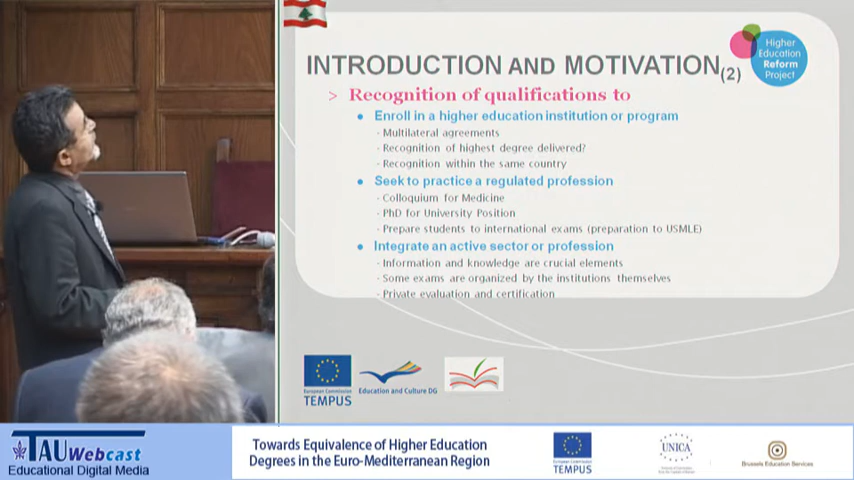 INTRODUCTION AND MOTIVATION(2)
Higher
Education
Reform
Project
> Recognition of qualifications to
• Enroll in a higher education institution or program
- Multilateral agreements
- Recognition of highest degree delivered?
- Recognition within the same country
• Seek to practice a regulated profession
- Colloquium for Medicine
- PhD for University Position
- Prepare students to international exams (preparation to USMLE)
• Integrate an active sector or profession
- Information and knowledge are crucial elements
- Some exams are organized by the institutions themselves
- Private evaluation and certification
European Commission
TEMPUS
Education and Culture DG
TAU Webcast
Educational Digital Media
Towards Equivalence of Higher Education
Degrees in the Euro-Mediterranean Region
European Commission
TEMPUS
UNICA
Brussels Education Services